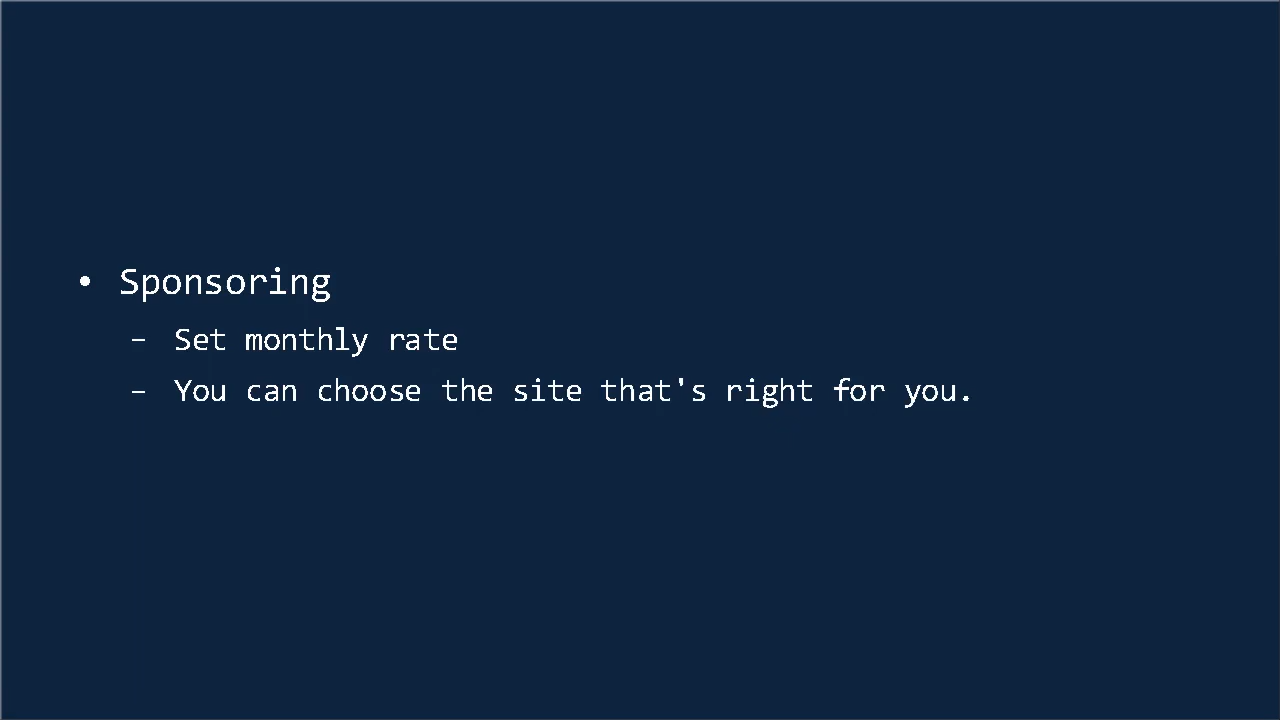 • Sponsoring
– Set monthly rate
– You can choose the site that's right for you.